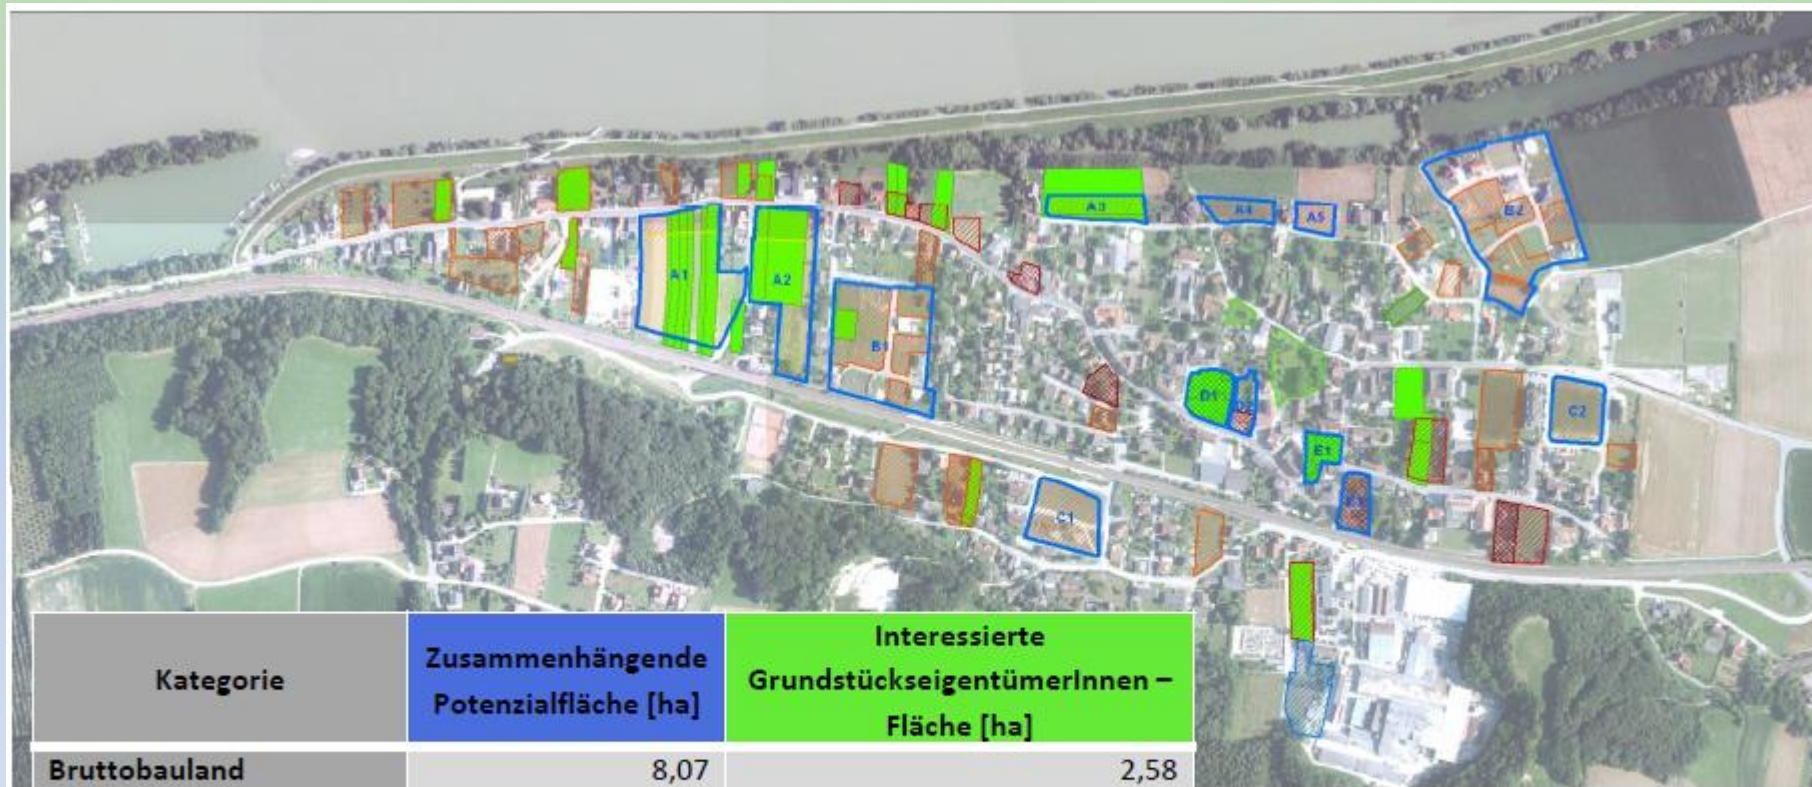 A1
A2
A3
A4
A5
B1
B2
D1
C2
E1
C1
Kategorie
Zusammenhängende
Potenzialfläche [ha]
Interessierte
GrundstückseigentümerInnen –
Fläche [ha]
Bruttobauland
8,07
2,58